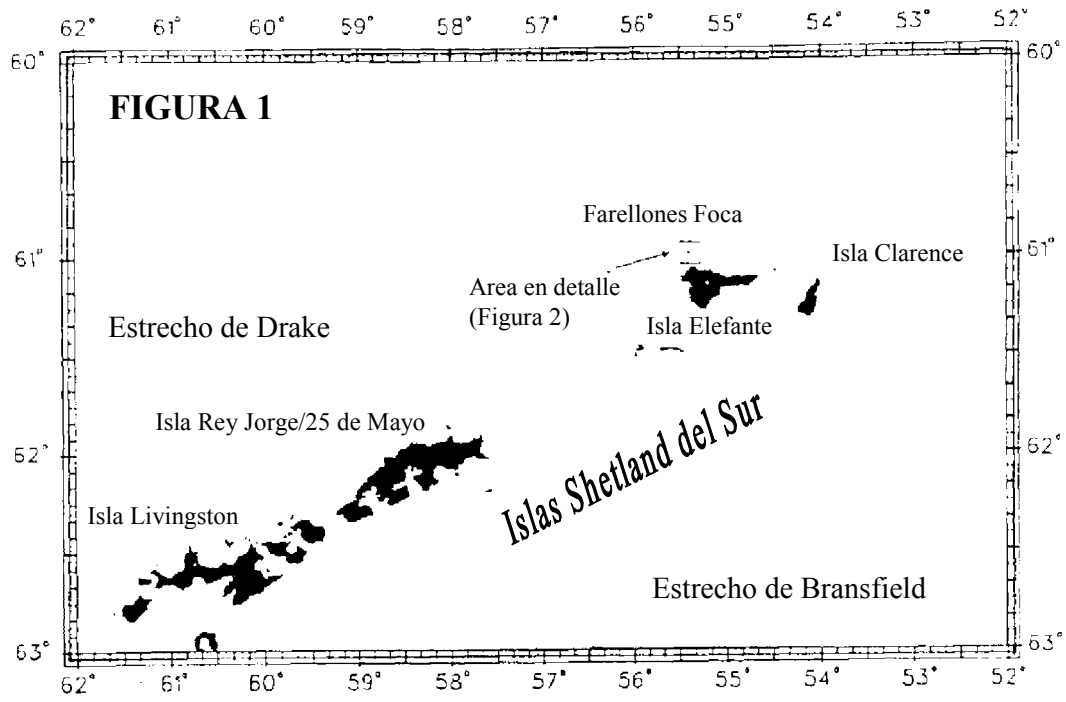 62° 61° 60° 59° 58° 57° 56° 55° 54° 53° 52°
60° 60°
FIGURA 1
Farellones Foca
61° 61°
Isla Clarence
Area en detalle
(Figura 2)
Isla Elefante
Estrecho de Drake
Isla Rey Jorge/25 de Mayo
Islas Shetland del Sur
62° 62°
Isla Livingston
Estrecho de Bransfield
63° 63°
62° 61° 60° 59° 58° 57° 56° 55° 54° 53° 52°